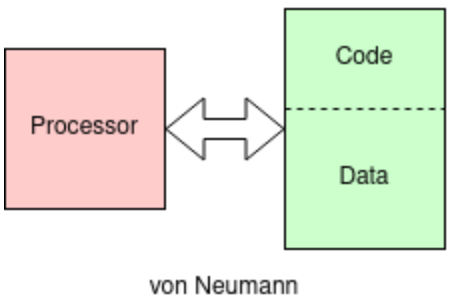 Code
Processor
Data
von Neumann